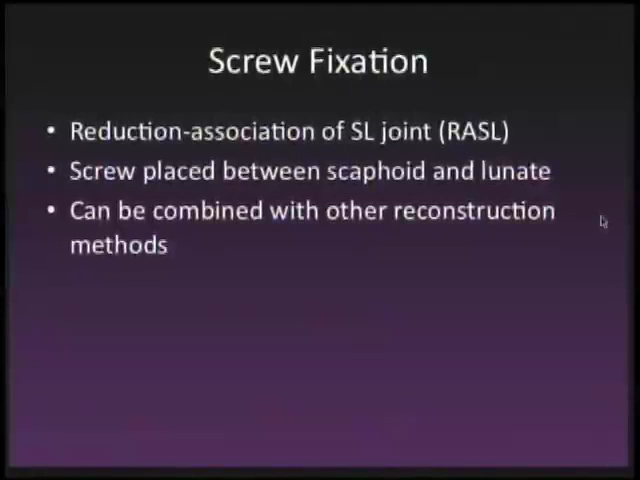 Screw Fixation
• Reduction-association of SL joint (RASL)
• Screw placed between scaphoid and lunate
• Can be combined with other reconstruction
methods